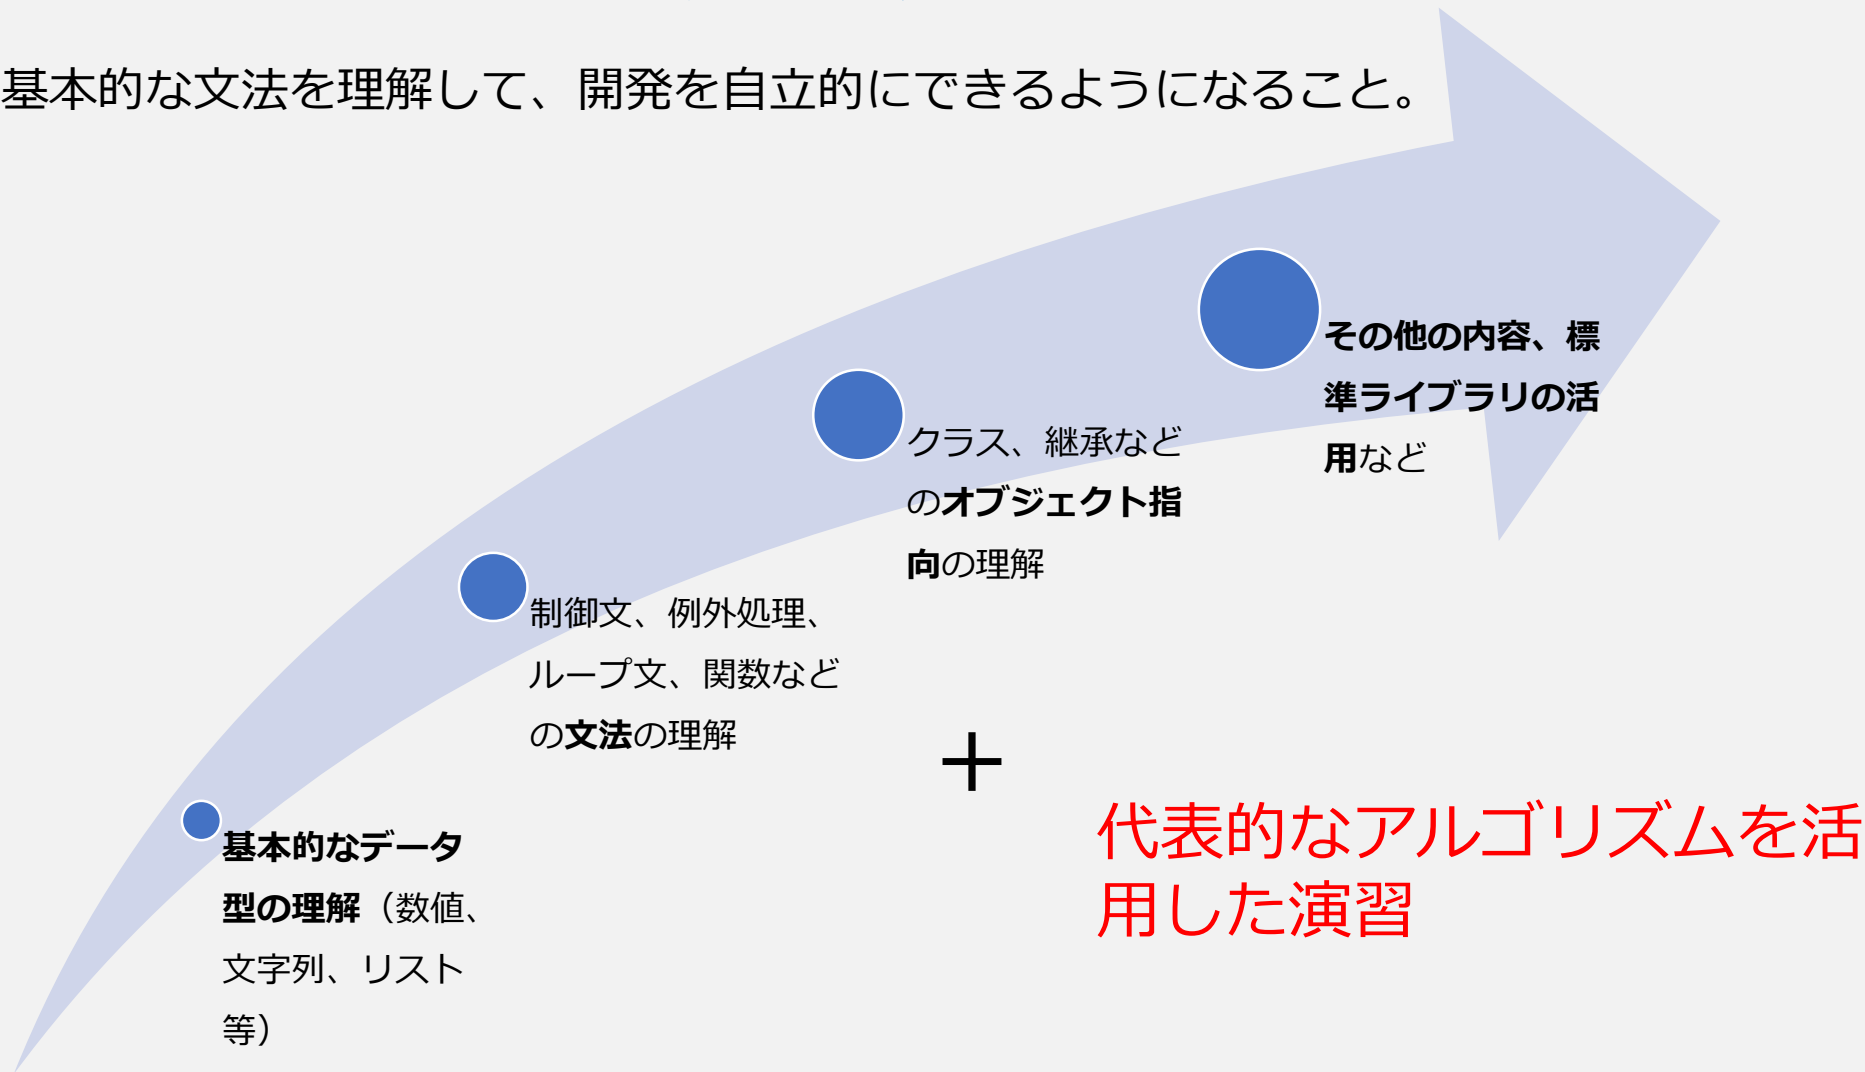 基本的な文法を理解して、開発を自立的にできるようになること。
その他の内容、標
準ライブラリの活
用など
クラス、継承など
のオブジェクト指
向の理解
制御文、例外処理、
ループ文、関数など
の文法の理解
基本的なデータ
型の理解（数値、
文字列、リスト
等）
＋
代表的なアルゴリズムを活
用した演習